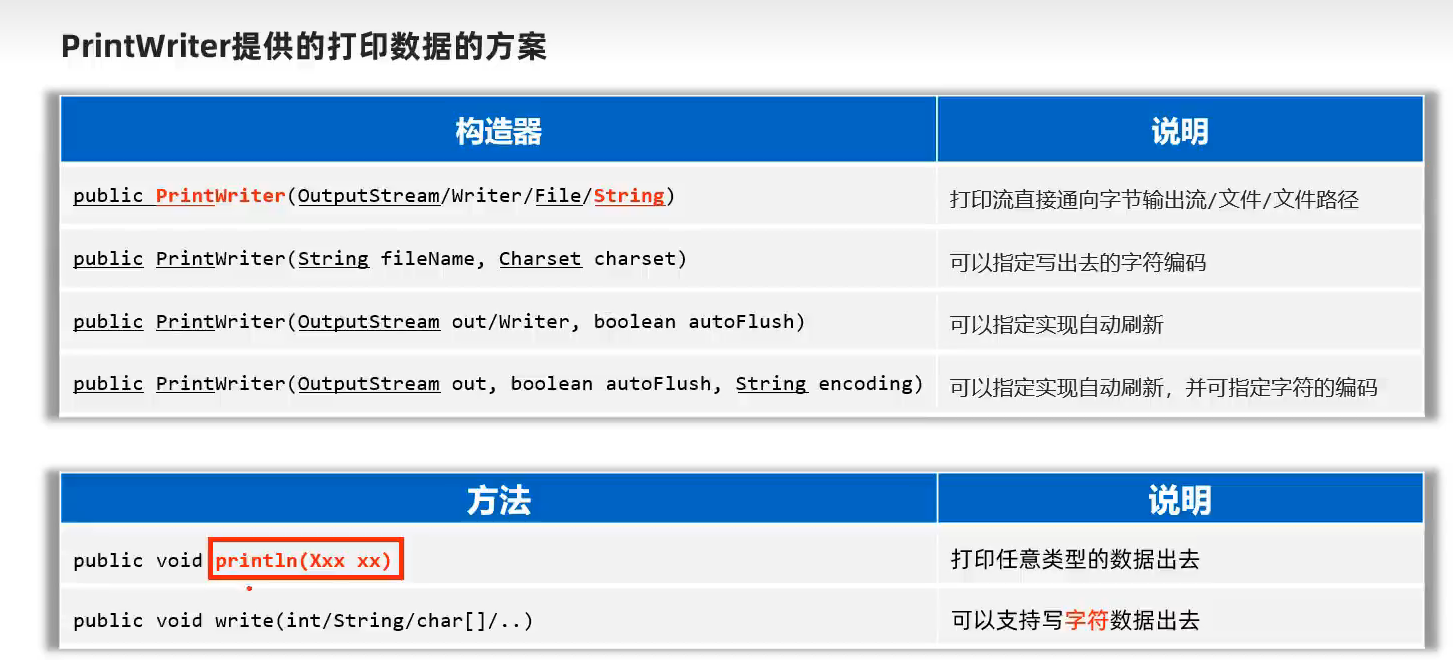 PrintWriter提供的打印数据的方案
构造器 说明
public PrintWriter(OutputStream/Writer/File/String) 打印流直接通向字节输出流/文件/文件路径
public PrintWriter(String fileName, Charset charset) 可以指定写出去的字符编码
public PrintWriter(OutputStream out/Writer, boolean autoFlush) 可以指定实现自动刷新
public PrintWriter(OutputStream out, boolean autoFlush, String encoding) 可以指定实现自动刷新，并可指定字符的编码
方法 说明
public void println(Xxx xx) 打印任意类型的数据出去
public void write(int/String/char[]/..) 可以支持写字符数据出去